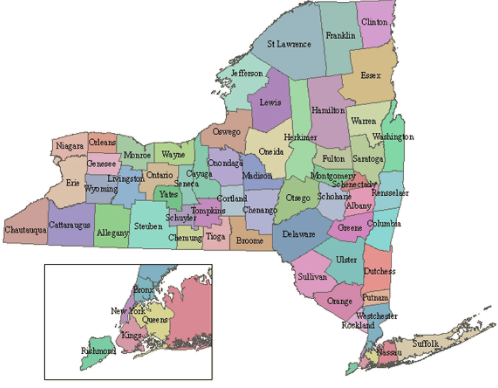 Clinton
Franklin
St Lawrence
Essex
Jefferson
Lewis
Hamilton
Warren
Washington
Oswego
Oneida
Herkimer
Niagara
Orleans
Monroe
Wayne
Fulton
Saratoga
Genesee
Onondaga
Cayuga
Madison
Montgomery
Schenectady
Erie
Wyoming
Livingston
Ontario
Seneca
Yates
Cortland
Chenango
Otsego
Schoharie
Rensselaer
Albany
Schuyler
Tompkins
Chautauqua
Cattaraugus
Allegany
Steuben
Chemung
Tioga
Broome
Delaware
Greene
Columbia
Ulster
Sullivan
Dutchess
Orange
Putnam
Westchester
Rockland
Bronx
New York
Queens
Kings
Richmond
Nassau
Suffolk